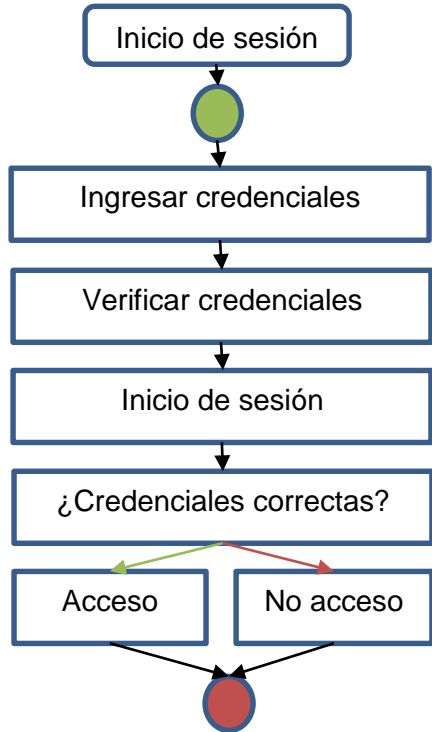 Inicio de sesión
Ingresar credenciales
Verificar credenciales
Inicio de sesión
¿Credenciales correctas?
Acceso
No acceso